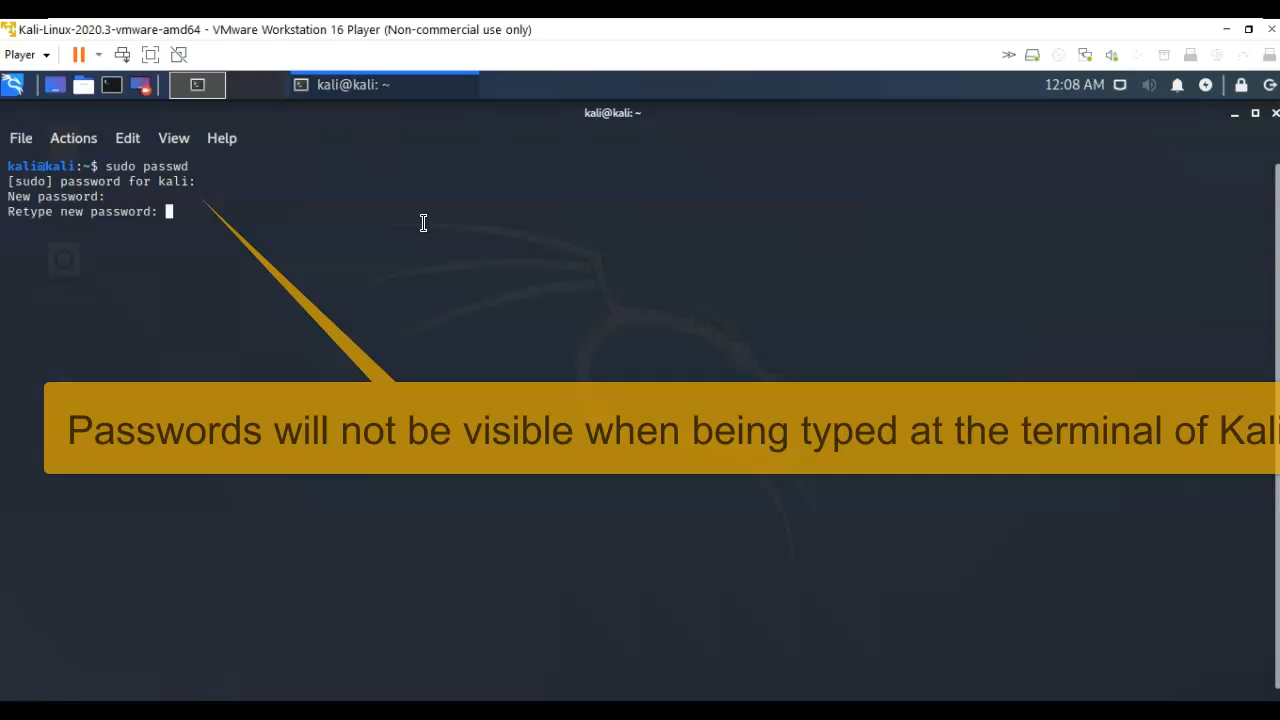 Kali-Linux-2020.3-vmware-amd64 - VMware Workstation 16 Player (Non-commercial use only)
Player
kali@kali: ~
12:08 AM
kali@kali: ~
File Actions Edit View Help
kali@kali:~$ sudo passwd
[sudo] password for kali:
New password:
Retype new password:
Passwords will not be visible when being typed at the terminal of Kali